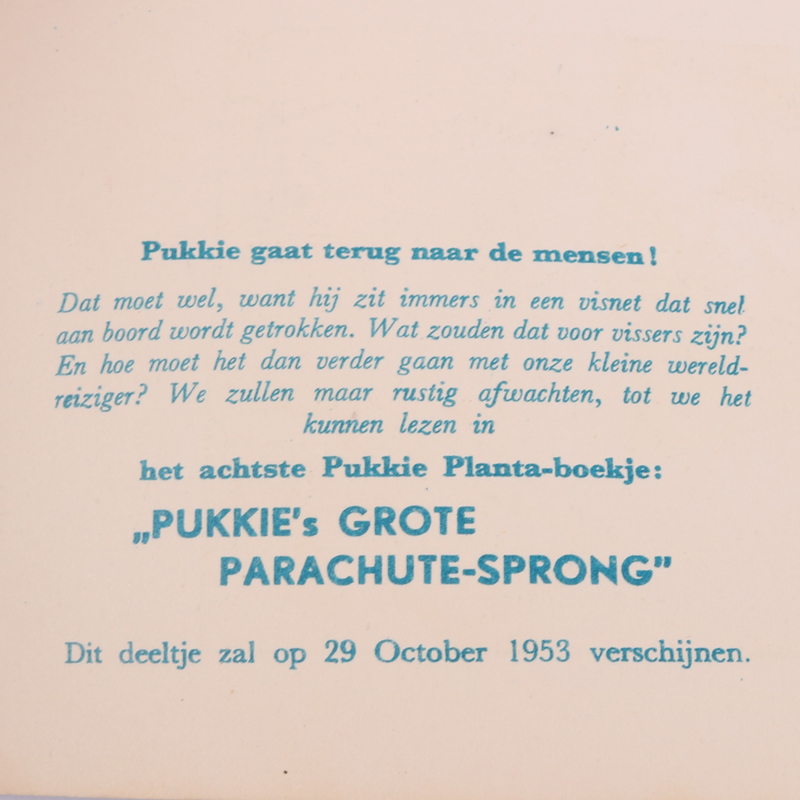 Pukkie gaat terug naar de mensen!
Dat moet wel, want hij zit immers in een visnet dat snel
aan boord wordt getrokken. Wat zouden dat voor vissers zijn?
En hoe moet het dan verder gaan met onze kleine wereld-
reiziger? We zullen maar rustig afwachten, tot we het
kunnen lezen in
het achtste Pukkie Planta-boekje:
„PUKKIE's GROTE
PARACHUTE-SPRONG”
Dit deeltje zal op 29 October 1953 verschijnen.